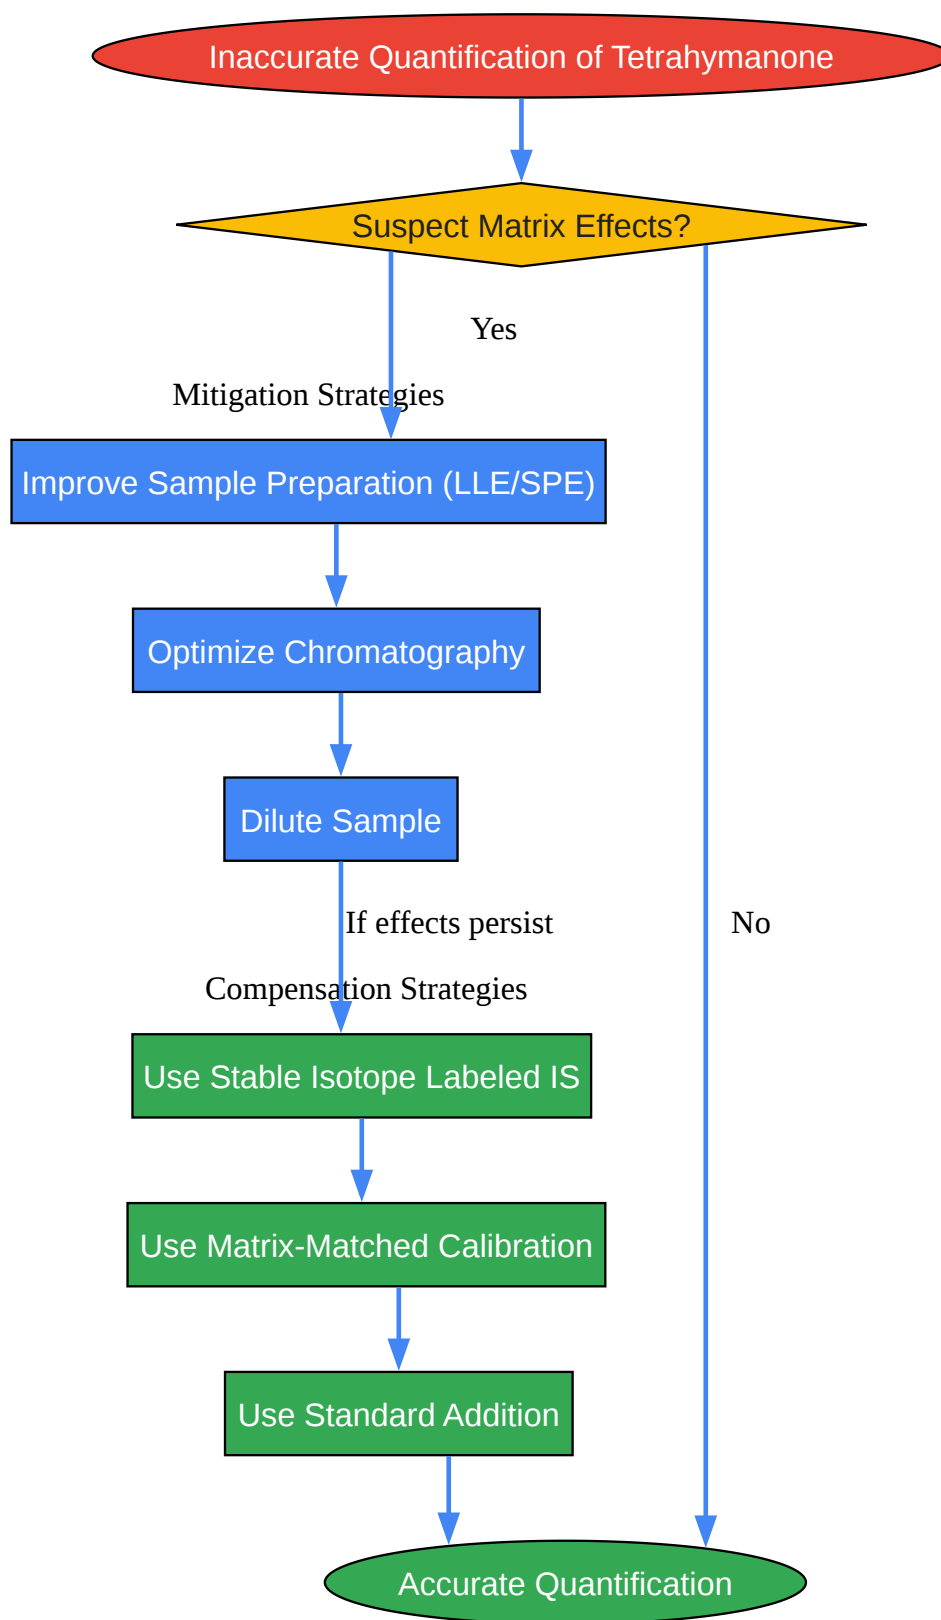 Inaccurate Quantification of Tetrahymanone
Suspect Matrix Effects?
Yes
Mitigation Strategies
Improve Sample Preparation (LLE/SPE)
Optimize Chromatography
Dilute Sample
If effects persist
No
Compensation Strategies
Use Stable Isotope Labeled IS
Use Matrix-Matched Calibration
Use Standard Addition
Accurate Quantification